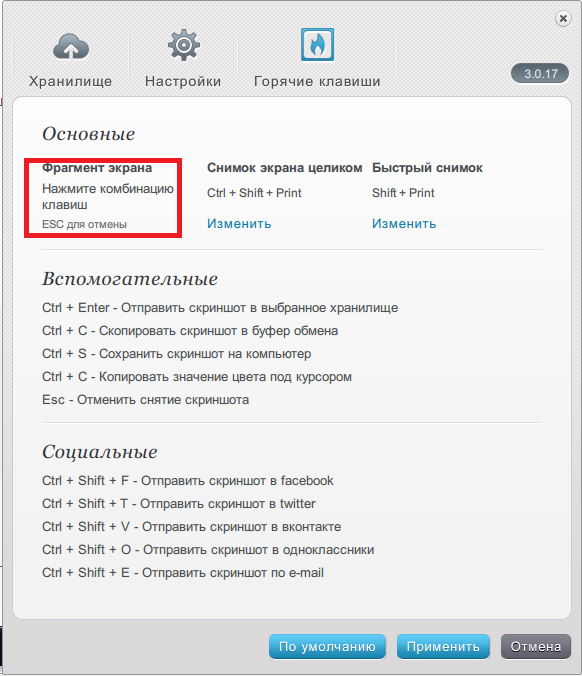 Хранилище
Настройки
Горячие клавиши
3.0.17
Основные
Фрагмент экрана
Нажмите комбинацию
клавиш
ESC для отмены
Снимок экрана целиком
Ctrl + Shift + Print
Изменить
Быстрый снимок
Shift + Print
Изменить
Вспомогательные
Ctrl + Enter - Отправить скриншот в выбранное хранилище
Ctrl + C - Скопировать скриншот в буфер обмена
Ctrl + S - Сохранить скриншот на компьютер
Ctrl + C - Копировать значение цвета под курсором
Esc - Отменить снятие скриншота
Социальные
Ctrl + Shift + F - Отправить скриншот в facebook
Ctrl + Shift + T - Отправить скриншот в twitter
Ctrl + Shift + V - Отправить скриншот в вконтакте
Ctrl + Shift + O - Отправить скриншот в одноклассники
Ctrl + Shift + E - Отправить скриншот по e-mail
По умолчанию
Применить
Отмена